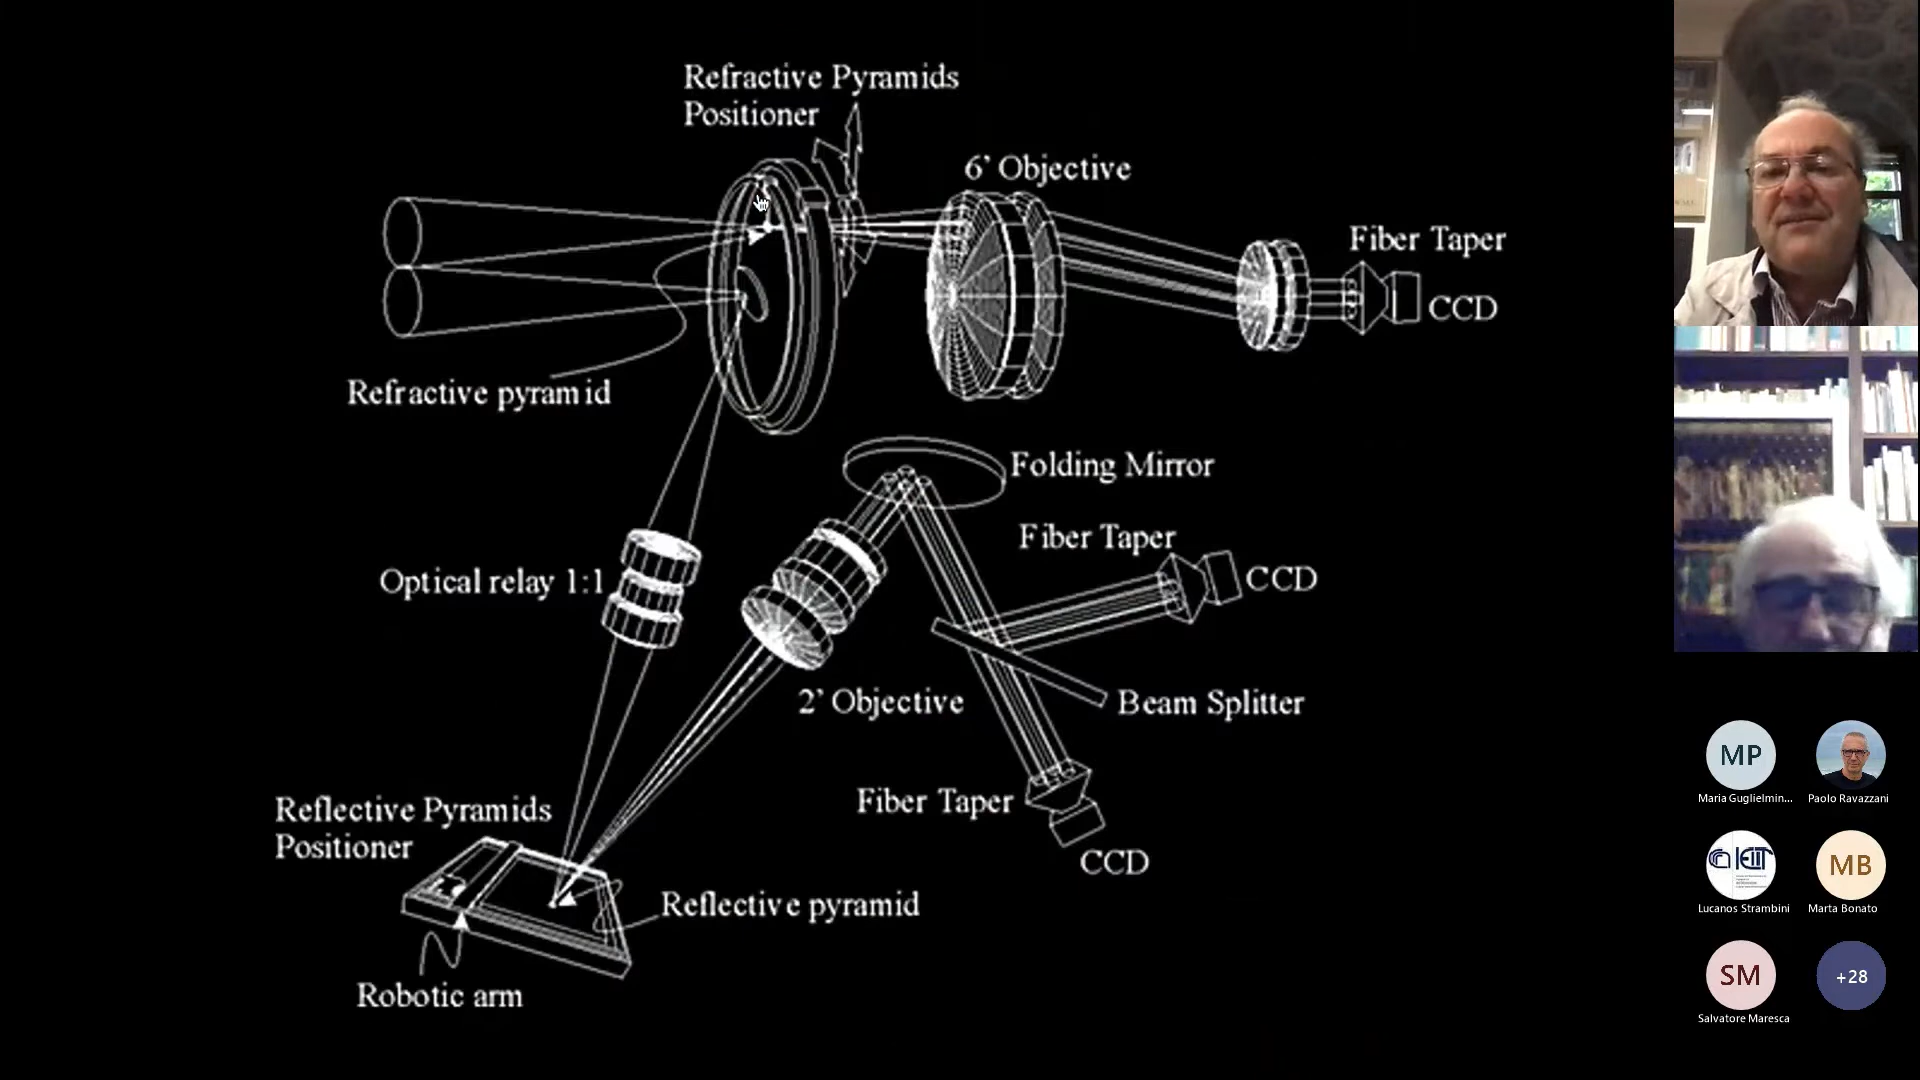 Refractive Pyramids
Positioner
6' Objective
Fiber Taper
CCD
Refractive pyramid
Folding Mirror
Fiber Taper
CCD
Optical relay 1:1
2' Objective
Beam Splitter
Fiber Taper
CCD
Reflective Pyramids
Positioner
Reflective pyramid
Robotic arm
MP
Maria Guglielmin...
Paolo Ravazzani
IEIIT
Lucanos Strambini
MB
Marta Bonato
SM
Salvatore Maresca
+28